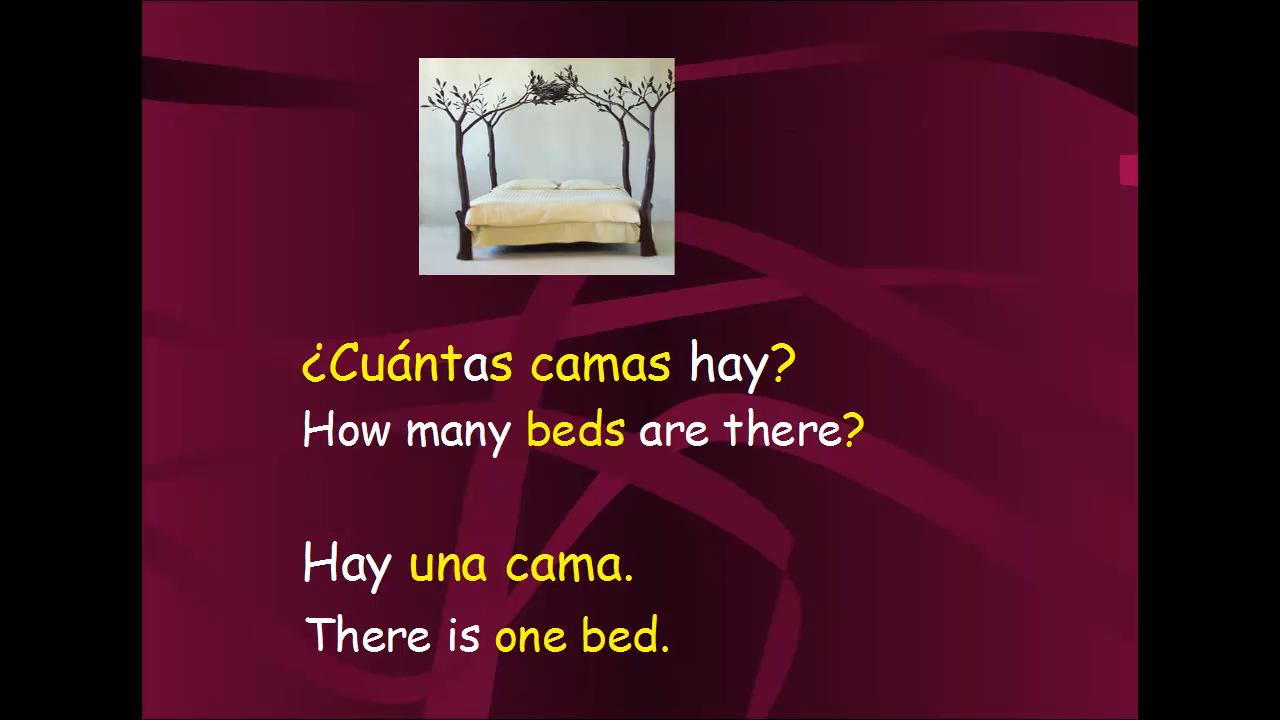 ¿Cuántas camas hay?
How many beds are there?
Hay una cama.
There is one bed.